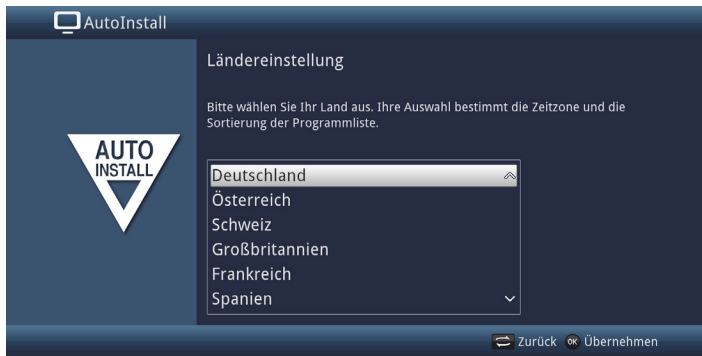 AutoInstall
Ländereinstellung
Bitte wählen Sie Ihr Land aus. Ihre Auswahl bestimmt die Zeitzone und die
Sortierung der Programmliste.
AUTO
INSTALL
Deutschland
Österreich
Schweiz
Großbritannien
Frankreich
Spanien
Zurück OK Übernehmen